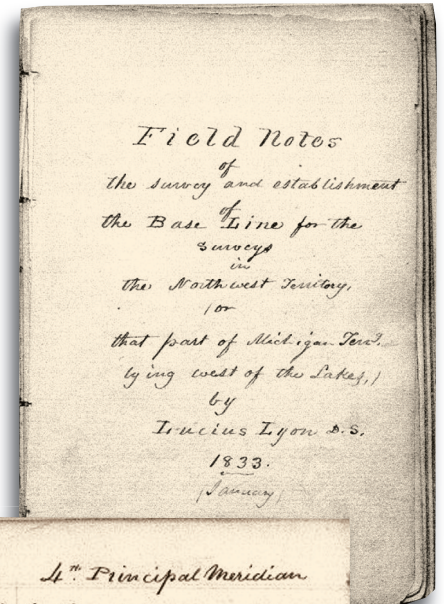 Field Notes
of
the survey and establishment
of
the Base Line for the
Surveys
in
the Northwest Territory,
(or
that part of Michigan Terr.
lying west of the Lakes,)
by
Lucius Lyon D.S.
1833.
(January)
4th Principal Meridian